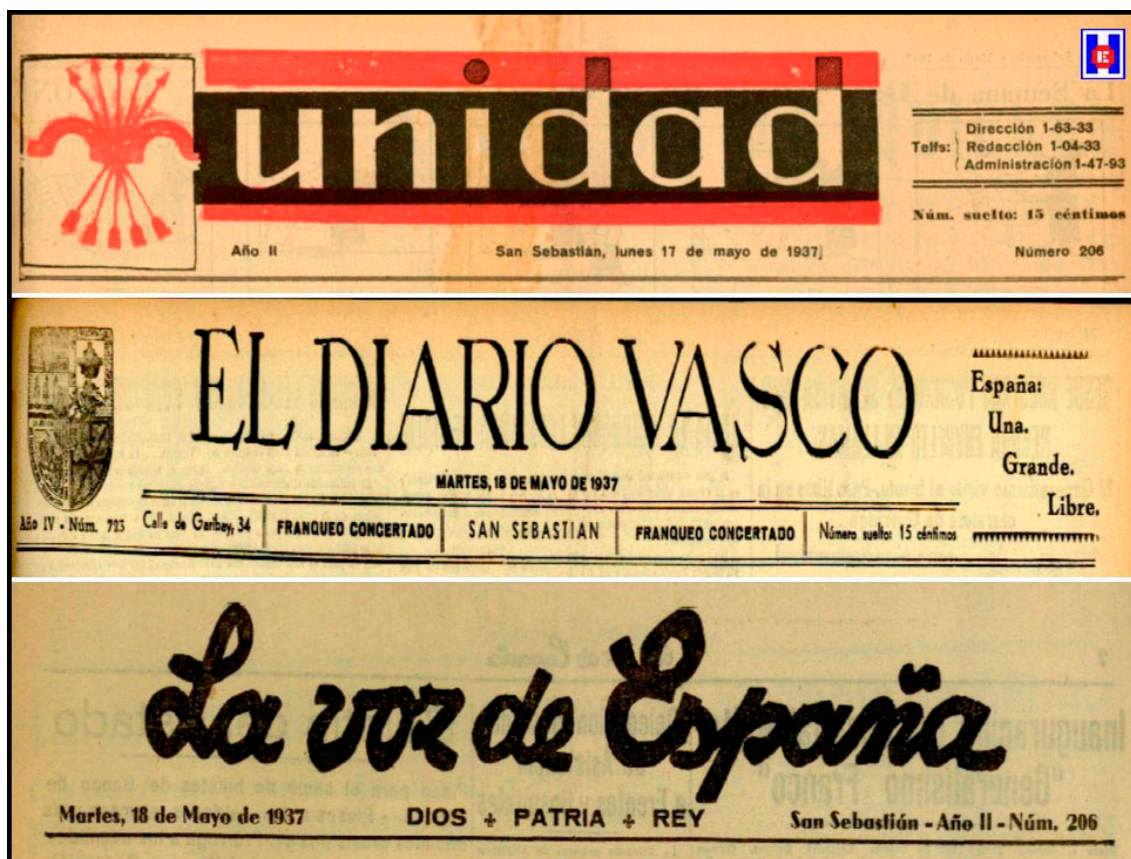 unidad
Telfs: { Dirección 1-63-33
Redacción 1-04-33
Administración 1-47-93
Núm. suelto: 15 céntimos
Año II
San Sebastián, lunes 17 de mayo de 1937
Número 206
EL DIARIO VASCO
España:
Una.
Grande.
Libre.
MARTES, 18 DE MAYO DE 1937
Año IV - Núm. 723
Calle de Garibay, 34
FRANQUEO CONCERTADO
SAN SEBASTIAN
FRANQUEO CONCERTADO
Número suelto: 15 céntimos
La voz de España
Martes, 18 de Mayo de 1937
DIOS + PATRIA + REY
San Sebastián - Año II - Núm. 206